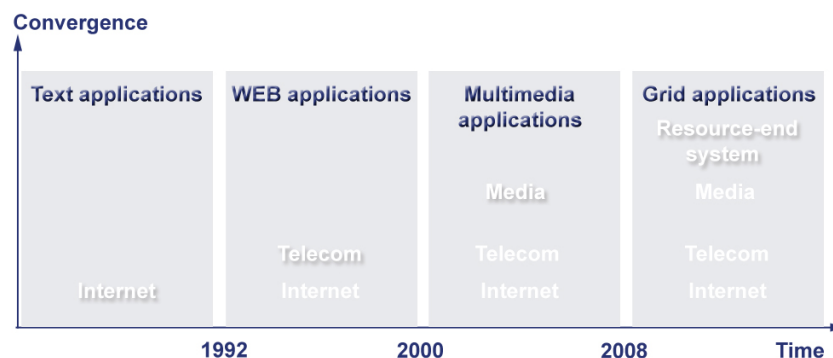 Convergence
Text applications
WEB applications
Multimedia
applications
Grid applications
Resource-end
system
Media
Media
Telecom
Telecom
Telecom
Internet
Internet
Internet
Internet
1992
2000
2008
Time